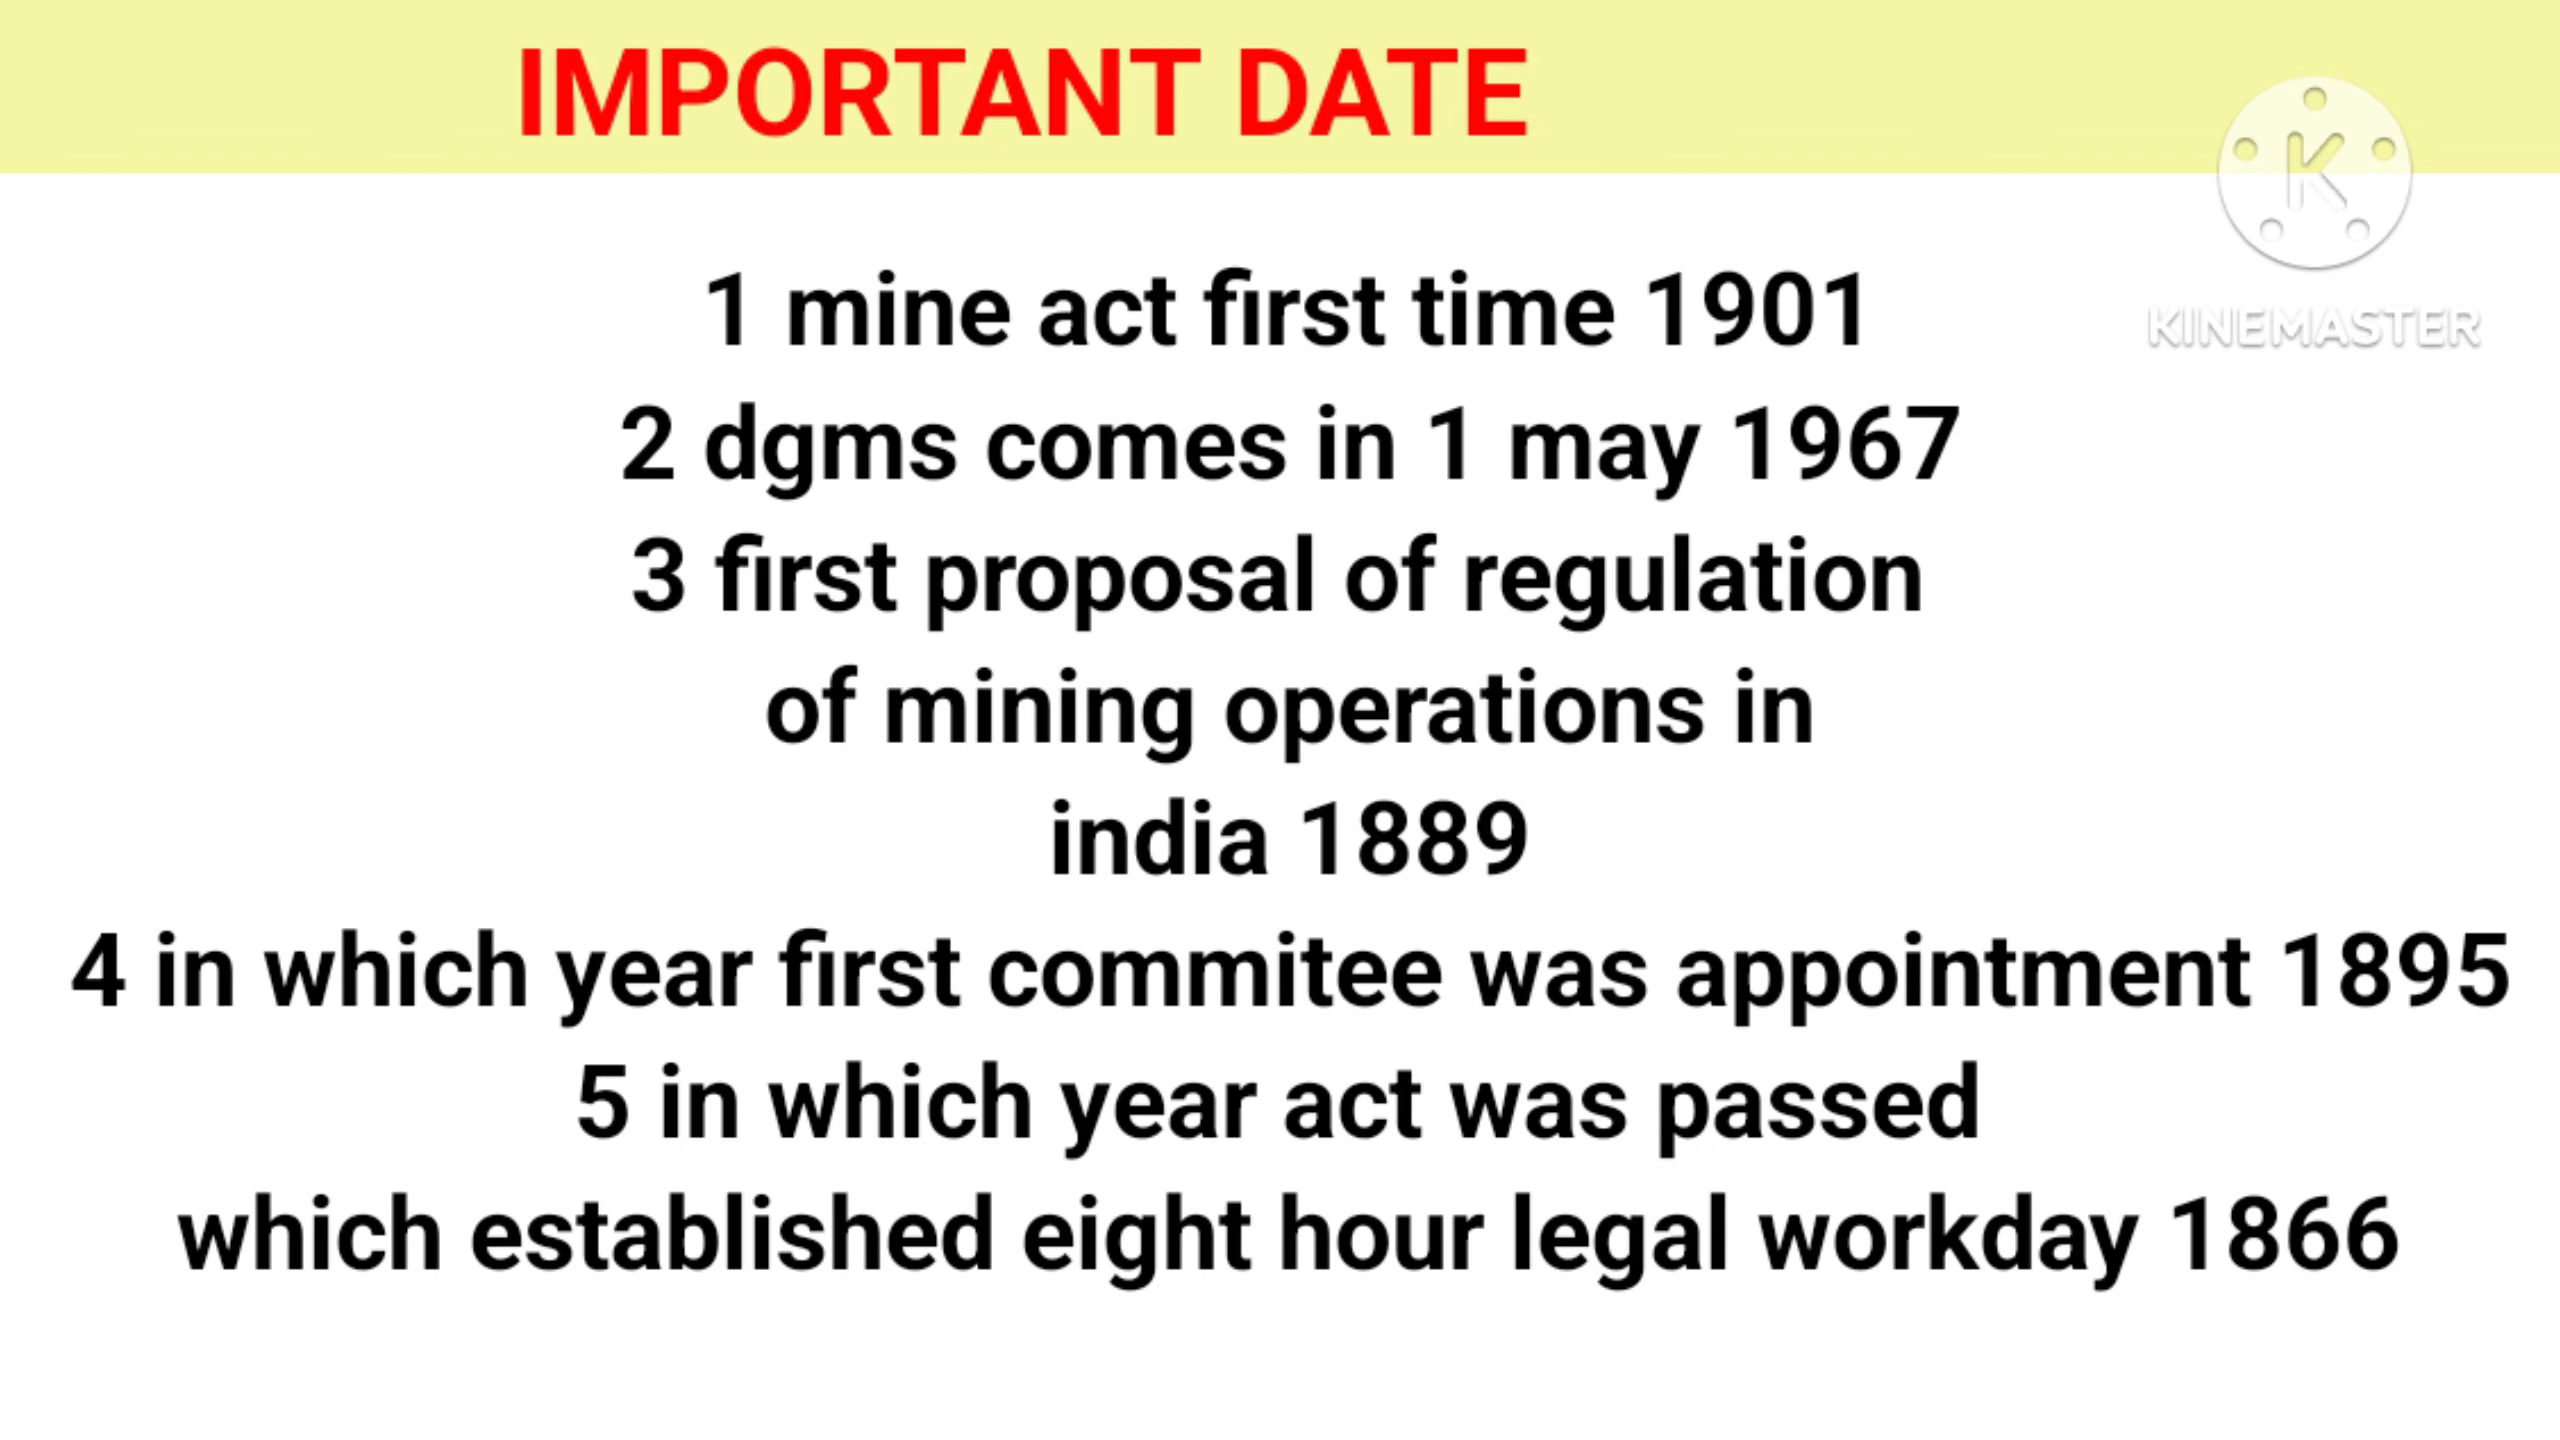 IMPORTANT DATE
K
KINEMASTER
1 mine act first time 1901
2 dgms comes in 1 may 1967
3 first proposal of regulation
of mining operations in
india 1889
4 in which year first commitee was appointment 1895
5 in which year act was passed
which established eight hour legal workday 1866